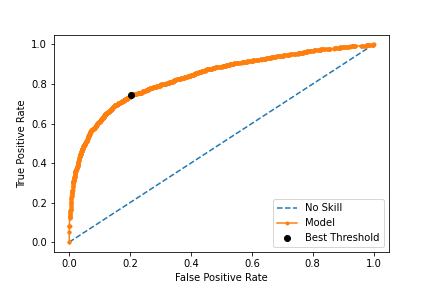 1.0
0.8
0.6
0.4
0.2
0.0
True Positive Rate
0.0 0.2 0.4 0.6 0.8 1.0
False Positive Rate
No Skill
Model
Best Threshold